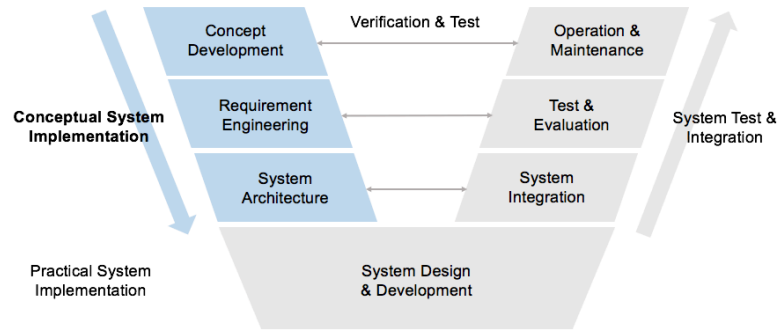 Concept
Development
Verification & Test
Operation &
Maintenance
Conceptual System
Implementation
Requirement
Engineering
Test &
Evaluation
System Test &
Integration
System
Architecture
System
Integration
Practical System
Implementation
System Design
& Development